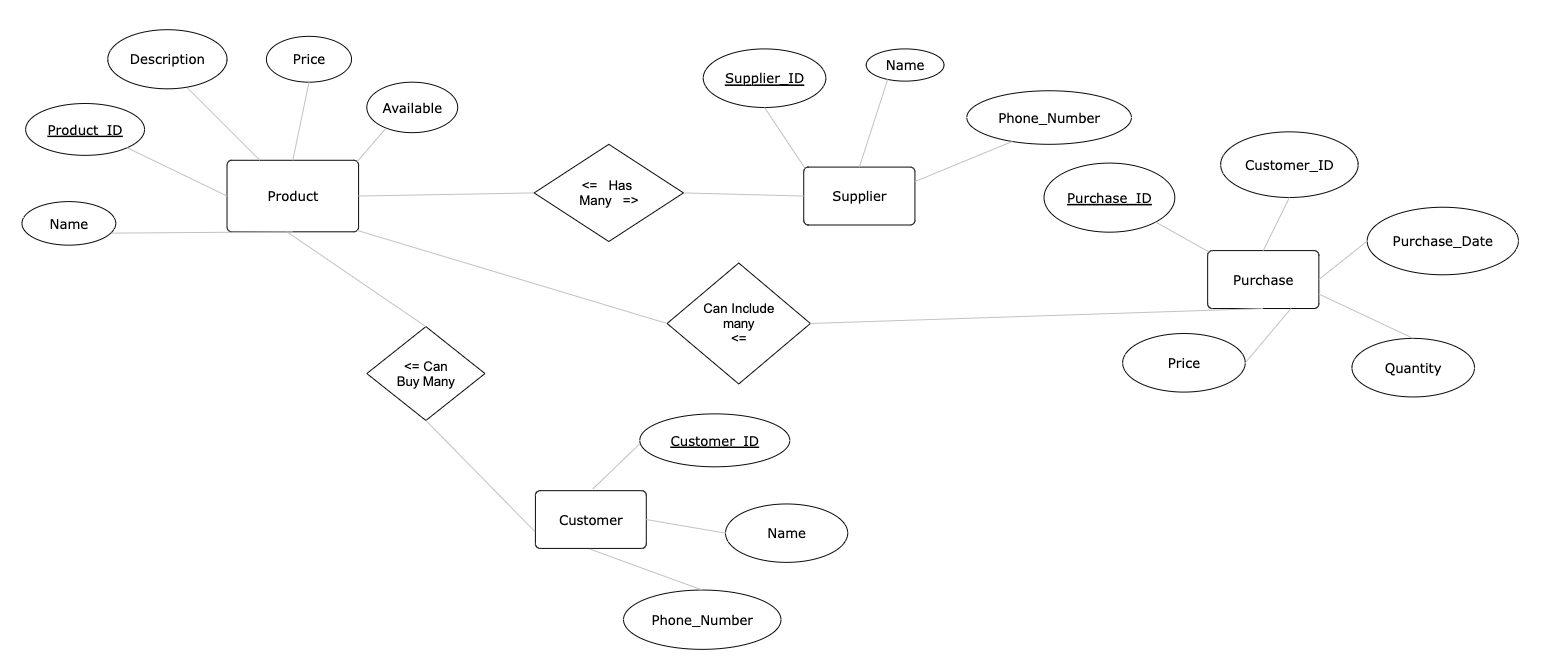 Description
Price
Available
Product_ID
Name
Product
<= Has
Many =>
Supplier_ID
Name
Phone_Number
Supplier
Customer_ID
Purchase_ID
Purchase_Date
Purchase
Price
Quantity
Can Include
many
<=
<= Can
Buy Many
Customer_ID
Customer
Name
Phone_Number